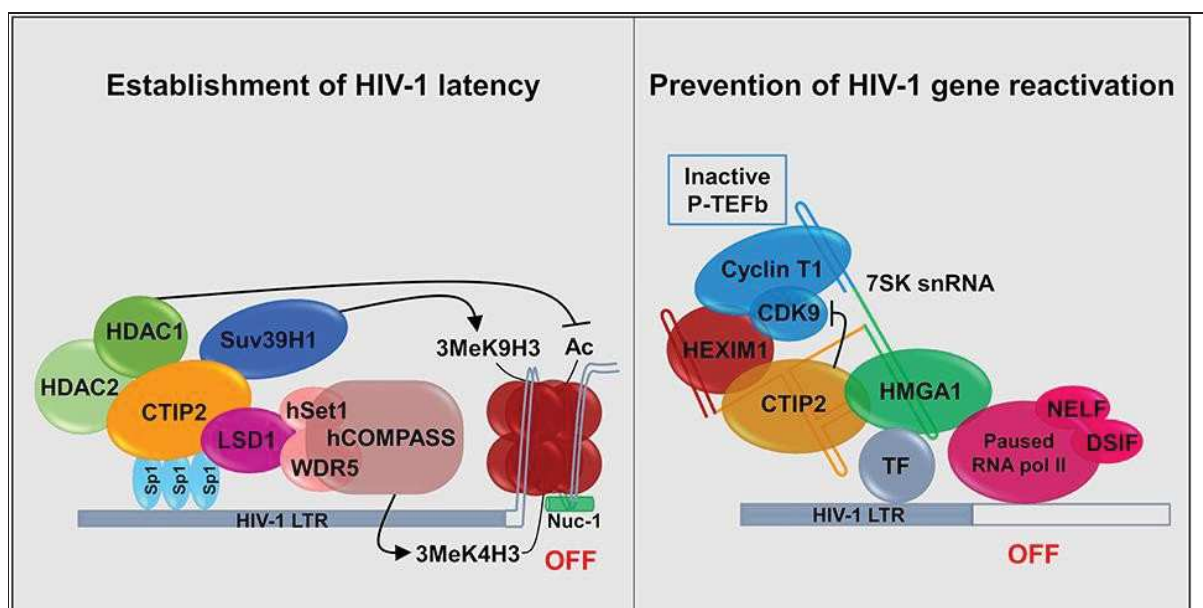 Establishment of HIV-1 latency
HDAC1
HDAC2
Suv39H1
CTIP2
LSD1
hSet1
hCOMPASS
WDR5
Sp1
Sp1
Sp1
HIV-1 LTR
3MeK9H3
Ac
Nuc-1
3MeK4H3
OFF
Prevention of HIV-1 gene reactivation
Inactive
P-TEFb
Cyclin T1
7SK snRNA
CDK9
HEXIM1
CTIP2
HMGA1
TF
NELF
DSIF
Paused
RNA pol II
HIV-1 LTR
OFF